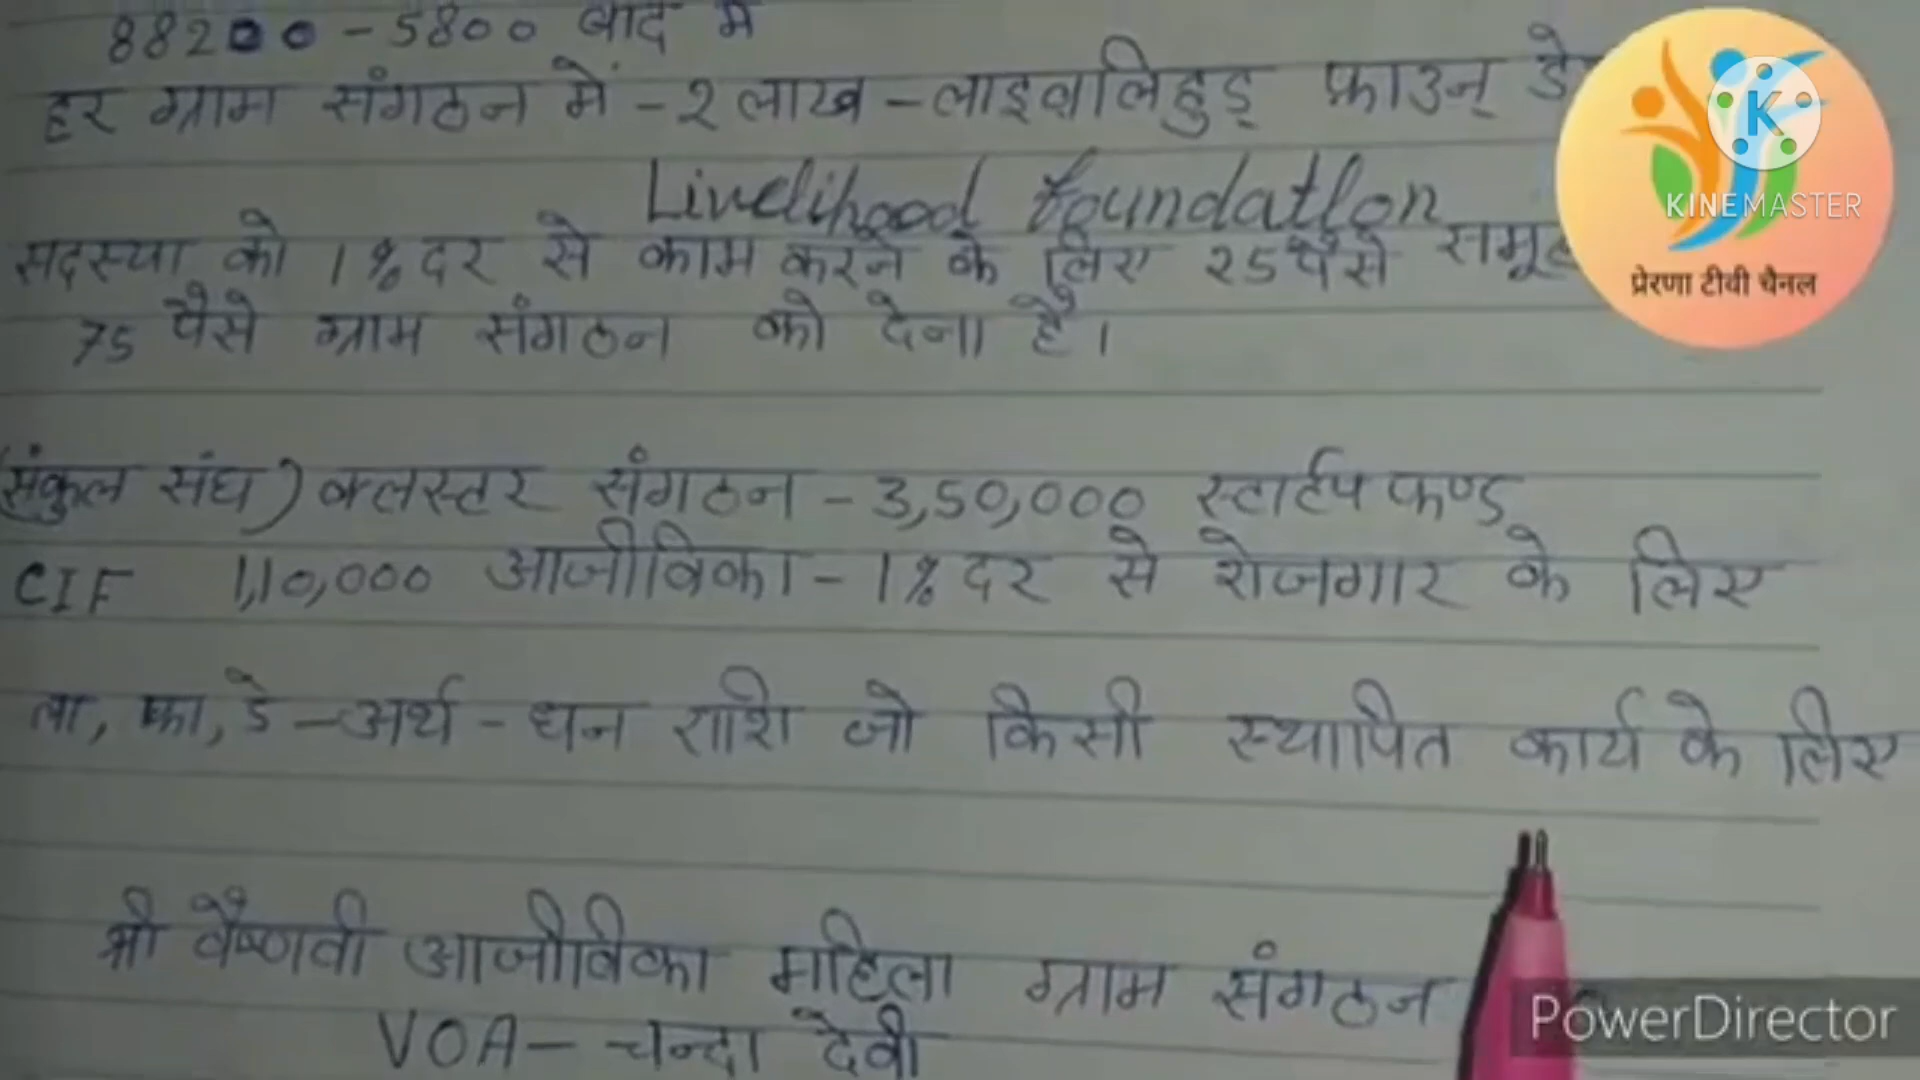 88200 - 5800 बाद में
हर ग्राम संगठन में - 2 लाख - लाइवालिहुड् फ्राउन् डे
Livelihood foundation
सदस्या को 1% दर से काम करने के लिए 25 पैसे समूह
75 पैसे ग्राम संगठन को देना है।
(संकुल संघ) क्लस्टर संगठन - 3,50,000 स्टार्टप फण्ड
CIF 1,10,000 आजीविका - 1% दर से रोजगार के लिए
ला, फा, डे - अर्थ - धन राशि जो किसी स्थापित कार्य के लिए
श्री वैष्णवी आजीविका महिला ग्राम संगठन
VOA - चन्दा देवी
K
KINEMASTER
प्रेरणा टीवी चैनल
PowerDirector